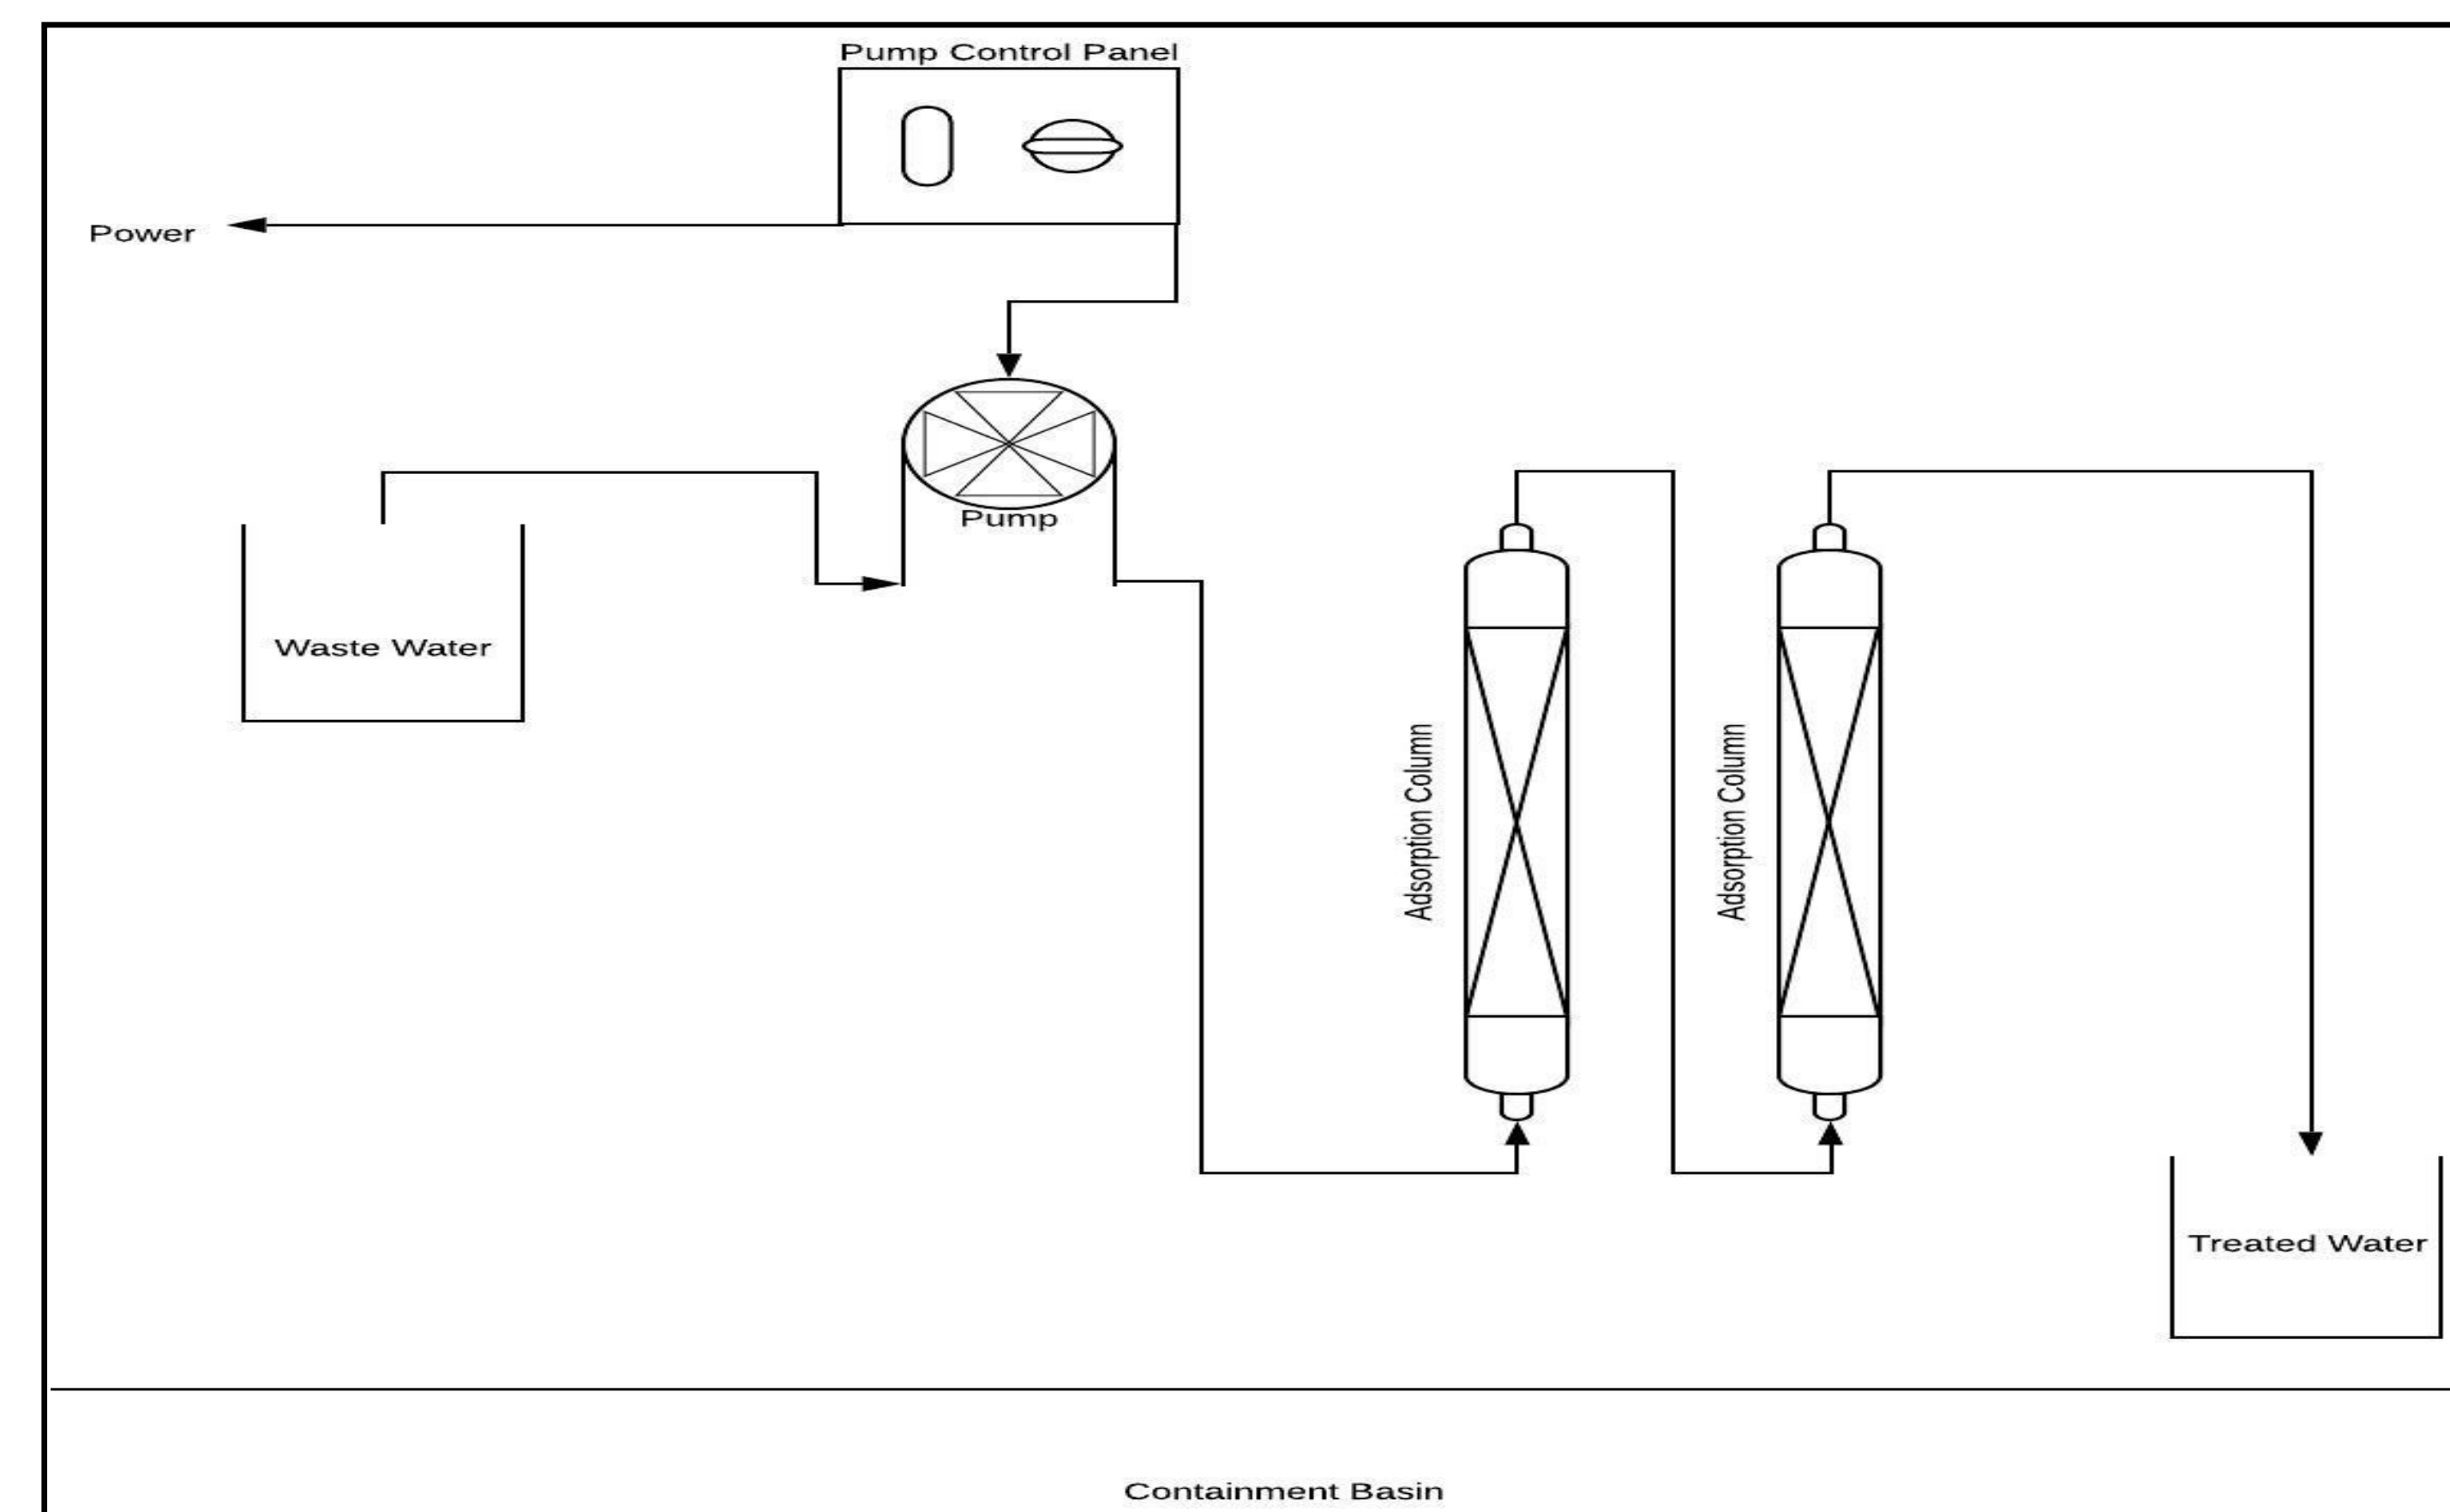 Pump Control Panel
Power
Pump
Waste Water
Adsorption Column
Adsorption Column
Treated Water
Containment Basin